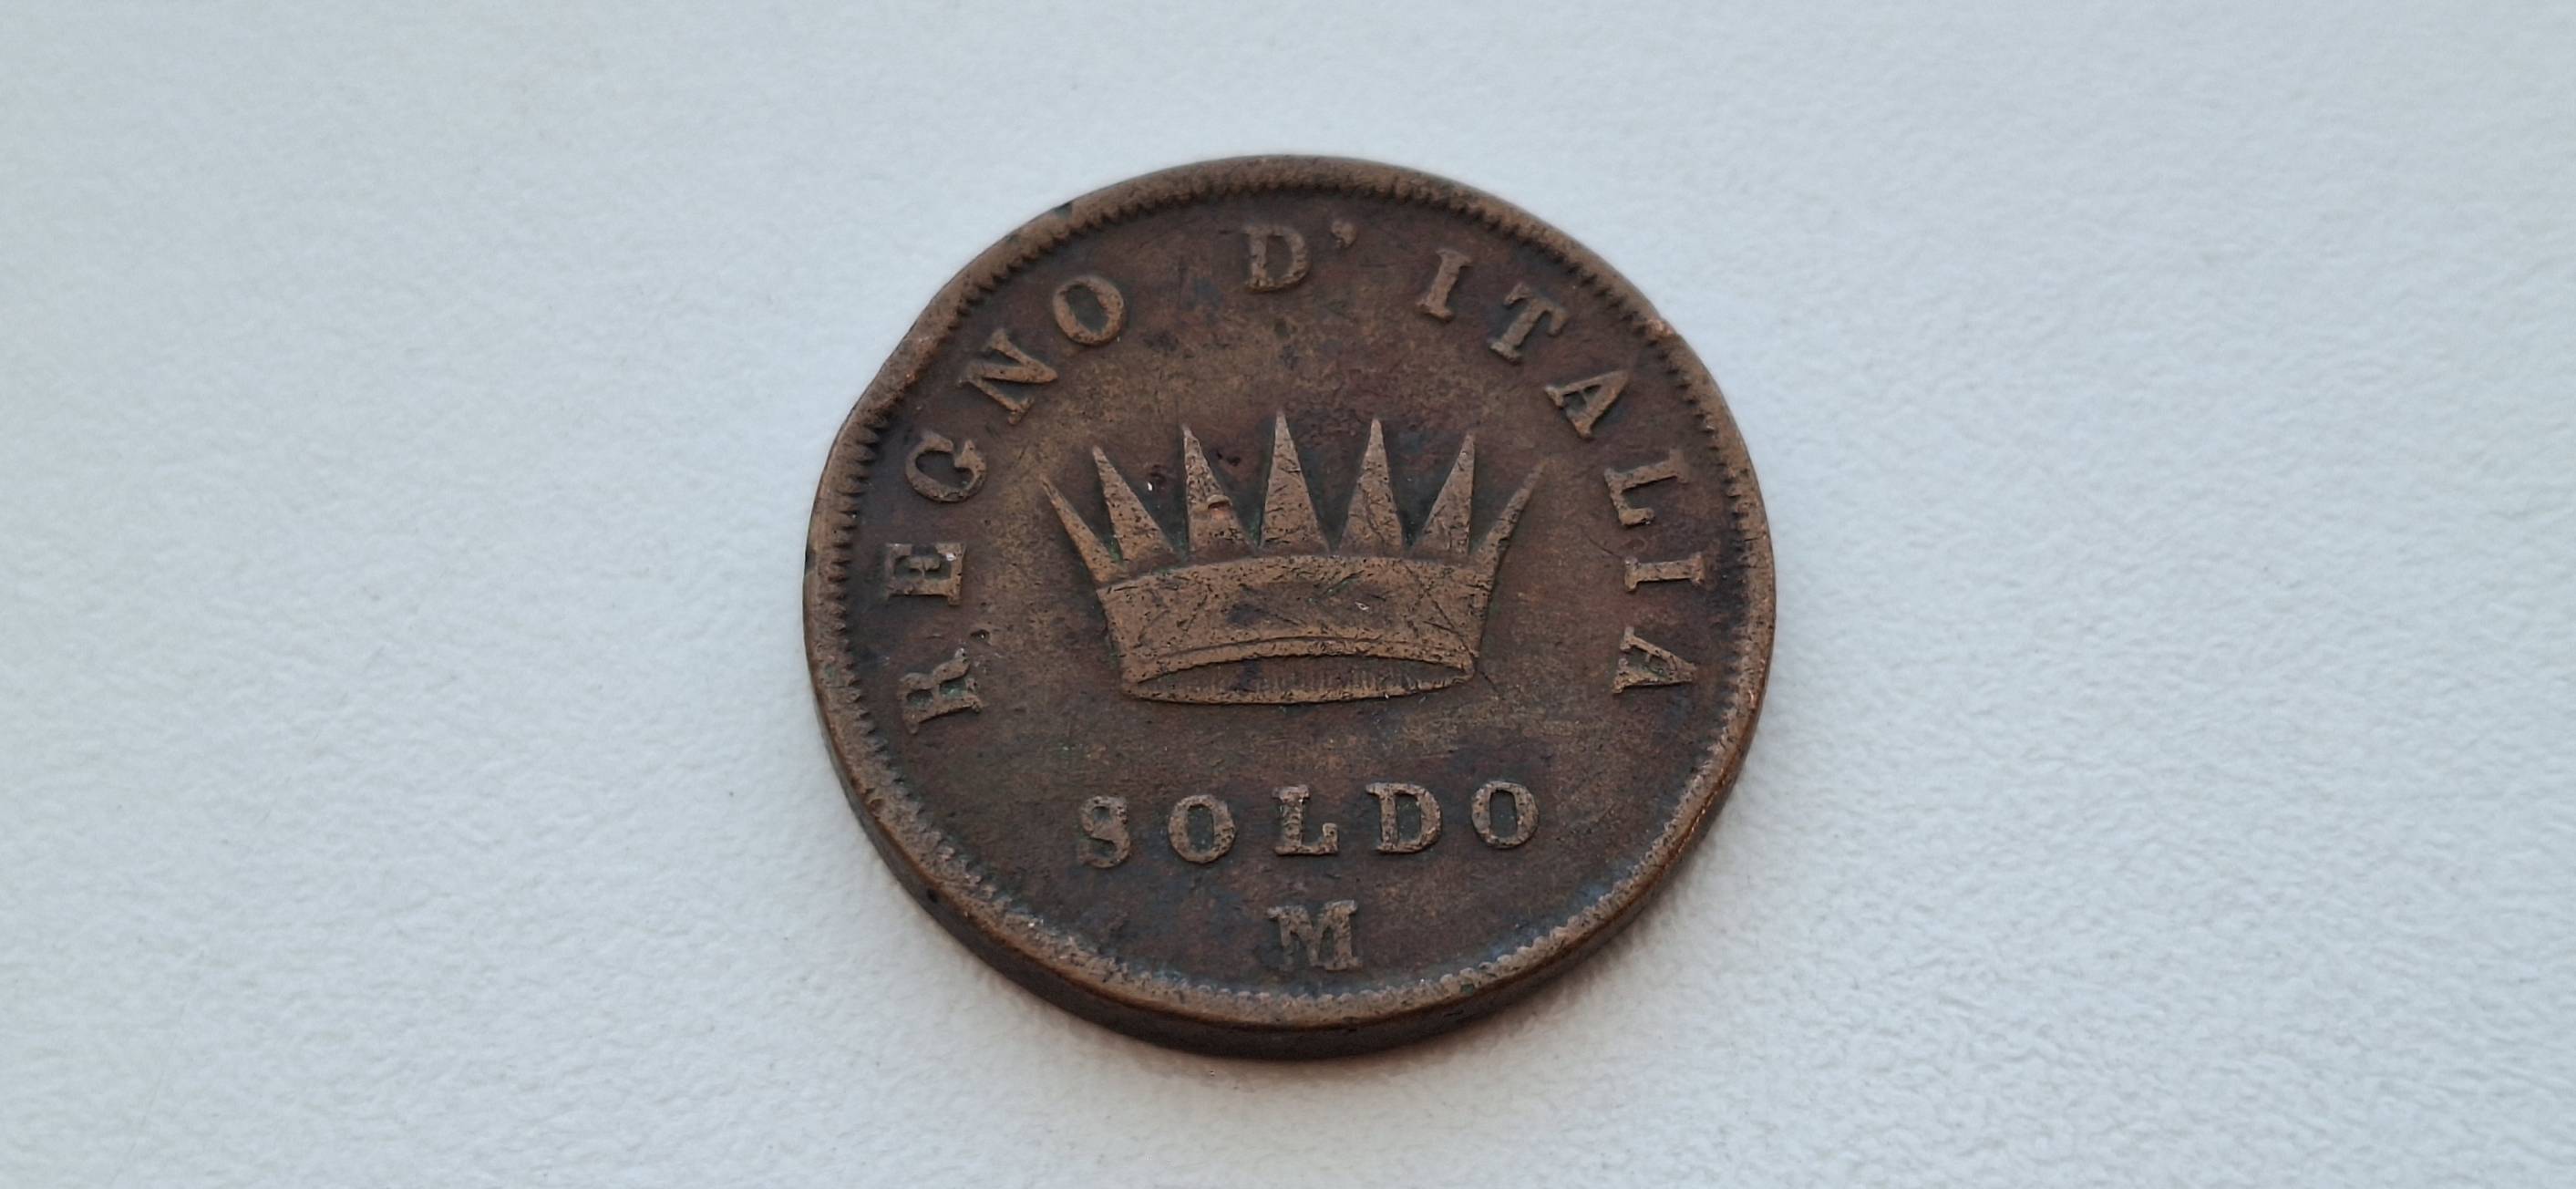 REGNO D' ITALIA
SOLDO
M